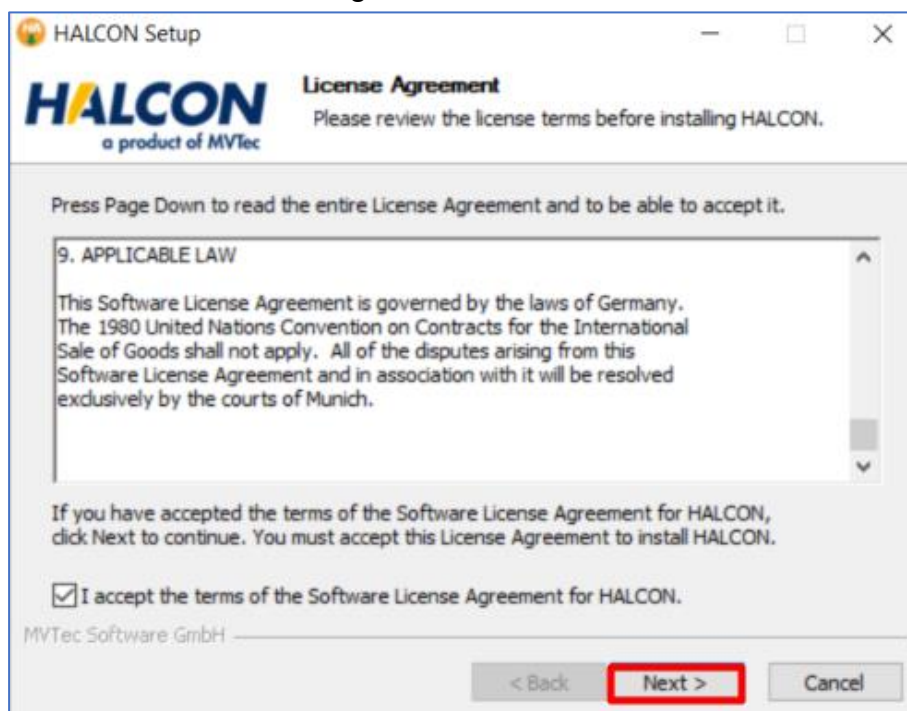 HALCON Setup
HALCON
a product of MVTec
License Agreement
Please review the license terms before installing HALCON.
Press Page Down to read the entire License Agreement and to be able to accept it.
9. APPLICABLE LAW
This Software License Agreement is governed by the laws of Germany.
The 1980 United Nations Convention on Contracts for the International
Sale of Goods shall not apply. All of the disputes arising from this
Software License Agreement and in association with it will be resolved
exclusively by the courts of Munich.
If you have accepted the terms of the Software License Agreement for HALCON,
click Next to continue. You must accept this License Agreement to install HALCON.
I accept the terms of the Software License Agreement for HALCON.
MVTec Software GmbH
< Back Next > Cancel